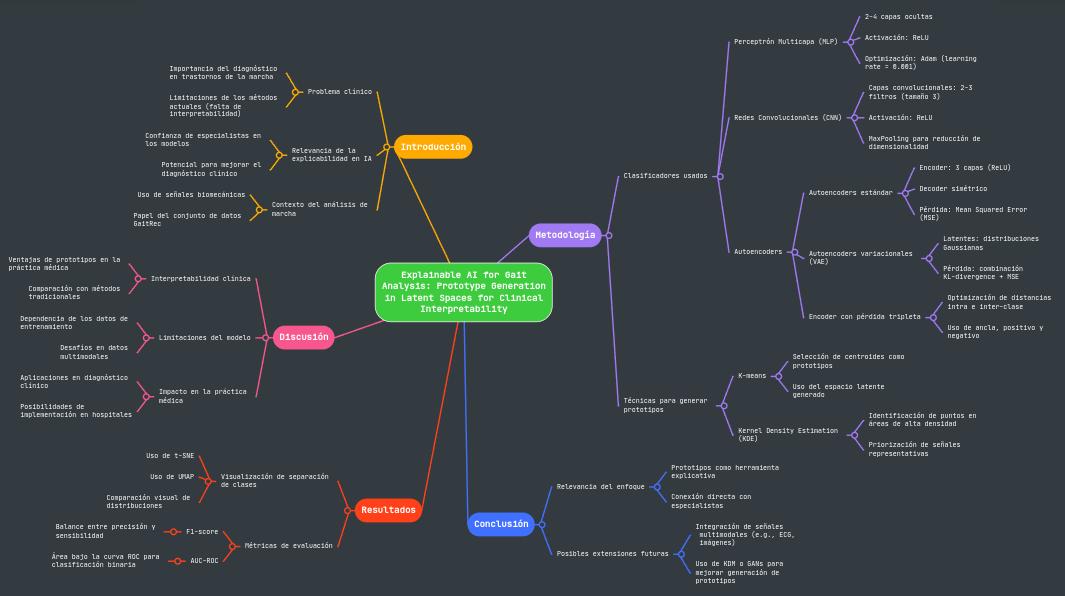 Explainable AI for Gait
Analysis: Prototype Generation
in Latent Spaces for Clinical
Interpretability
Introducción
Problema clínico
Importancia del diagnóstico
en trastornos de la marcha
Limitaciones de los métodos
actuales (falta de
interpretabilidad)
Relevancia de la
explicabilidad en IA
Confianza de especialistas en
los modelos
Potencial para mejorar el
diagnóstico clínico
Contexto del análisis de
marcha
Uso de señales biomecánicas
Papel del conjunto de datos
GaitRec
Metodología
Clasificadores usados
Perceptrón Multicapa (MLP)
2-4 capas ocultas
Activación: ReLU
Optimización: Adam (learning
rate = 0.001)
Redes Convolucionales (CNN)
Capas convolucionales: 2-3
filtros (tamaño 3)
Activación: ReLU
MaxPooling para reducción de
dimensionalidad
Autoencoders
Autoencoders estándar
Encoder: 3 capas (ReLU)
Decoder simétrico
Pérdida: Mean Squared Error
(MSE)
Autoencoders variacionales
(VAE)
Latentes: distribuciones
Gaussianas
Pérdida: combinación
KL-divergence + MSE
Encoder con pérdida tripleta
Optimización de distancias
intra e inter-clase
Uso de ancla, positivo y
negativo
Técnicas para generar
prototipos
K-means
Selección de centroides como
prototipos
Uso del espacio latente
generado
Kernel Density Estimation
(KDE)
Identificación de puntos en
áreas de alta densidad
Priorización de señales
representativas
Discusión
Interpretabilidad clínica
Ventajas de prototipos en la
práctica médica
Comparación con métodos
tradicionales
Limitaciones del modelo
Dependencia de los datos de
entrenamiento
Desafíos en datos
multimodales
Impacto en la práctica
médica
Aplicaciones en diagnóstico
clínico
Posibilidades de
implementación en hospitales
Resultados
Visualización de separación
de clases
Uso de t-SNE
Uso de UMAP
Comparación visual de
distribuciones
Métricas de evaluación
F1-score
Balance entre precisión y
sensibilidad
AUC-ROC
Área bajo la curva ROC para
clasificación binaria
Conclusión
Relevancia del enfoque
Prototipos como herramienta
explicativa
Conexión directa con
especialistas
Posibles extensiones futuras
Integración de señales
multimodales (e.g., ECG,
imágenes)
Uso de KDM o GANs para
mejorar generación de
prototipos